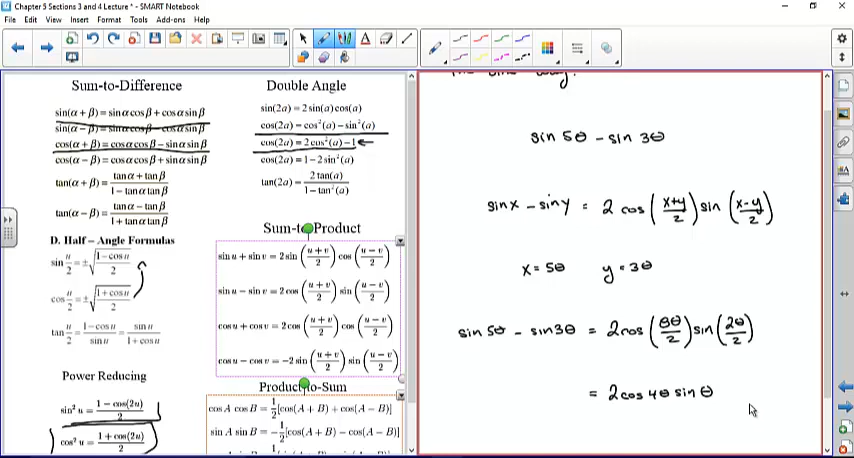 Chapter 5 Sections 3 and 4 Lecture * - SMART Notebook
File Edit View Insert Format Tools Add-ons Help
Sum-to-Difference
sin(α + β) = sin α cos β + cos α sin β
sin(α − β) = sin α cos β − cos α sin β
cos(α + β) = cos α cos β − sin α sin β
cos(α − β) = cos α cos β + sin α sin β
tan(α + β) = (tan α + tan β)/(1 − tan α tan β)
tan(α − β) = (tan α − tan β)/(1 + tan α tan β)
D. Half – Angle Formulas
sin u/2 = ±√((1 − cos u)/2)
cos u/2 = ±√((1 + cos u)/2)
tan u/2 = (1 − cos u)/(sin u) = (sin u)/(1 + cos u)
Power Reducing
sin² u = (1 − cos(2u))/2
cos² u = (1 + cos(2u))/2
Double Angle
sin(2a) = 2 sin(a) cos(a)
cos(2a) = cos²(a) − sin²(a)
cos(2a) = 2 cos²(a) − 1 ←
cos(2a) = 1 − 2 sin²(a)
tan(2a) = 2 tan(a)/(1 − tan²(a))
Sum-to-Product
sin u + sin v = 2 sin ((u + v)/2) cos ((u − v)/2)
sin u − sin v = 2 cos ((u + v)/2) sin ((u − v)/2)
cos u + cos v = 2 cos ((u + v)/2) cos ((u − v)/2)
cos u − cos v = −2 sin ((u + v)/2) sin ((u − v)/2)
Product-to-Sum
cos A cos B = 1/2[cos(A + B) + cos(A − B)]
sin A sin B = −1/2[cos(A + B) − cos(A − B)]
way.
sin 5θ − sin 3θ
sin x − sin y = 2 cos ((x+y)/2) sin ((x−y)/2)
x = 5θ y = 3θ
sin 5θ − sin 3θ = 2 cos (8θ/2) sin (2θ/2)
= 2 cos 4θ sin θ